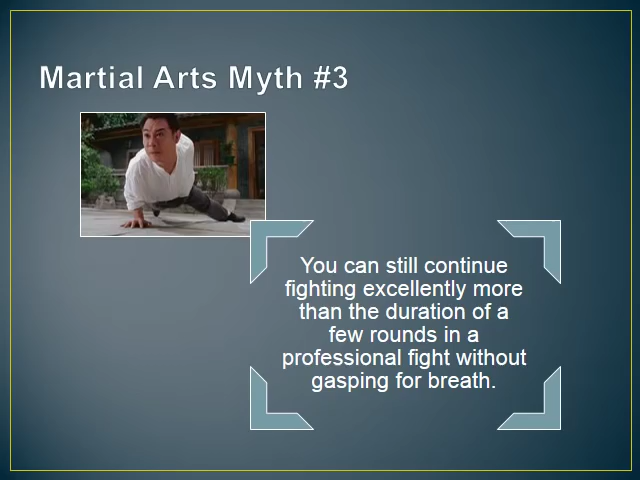 Martial Arts Myth #3
You can still continue
fighting excellently more
than the duration of a
few rounds in a
professional fight without
gasping for breath.